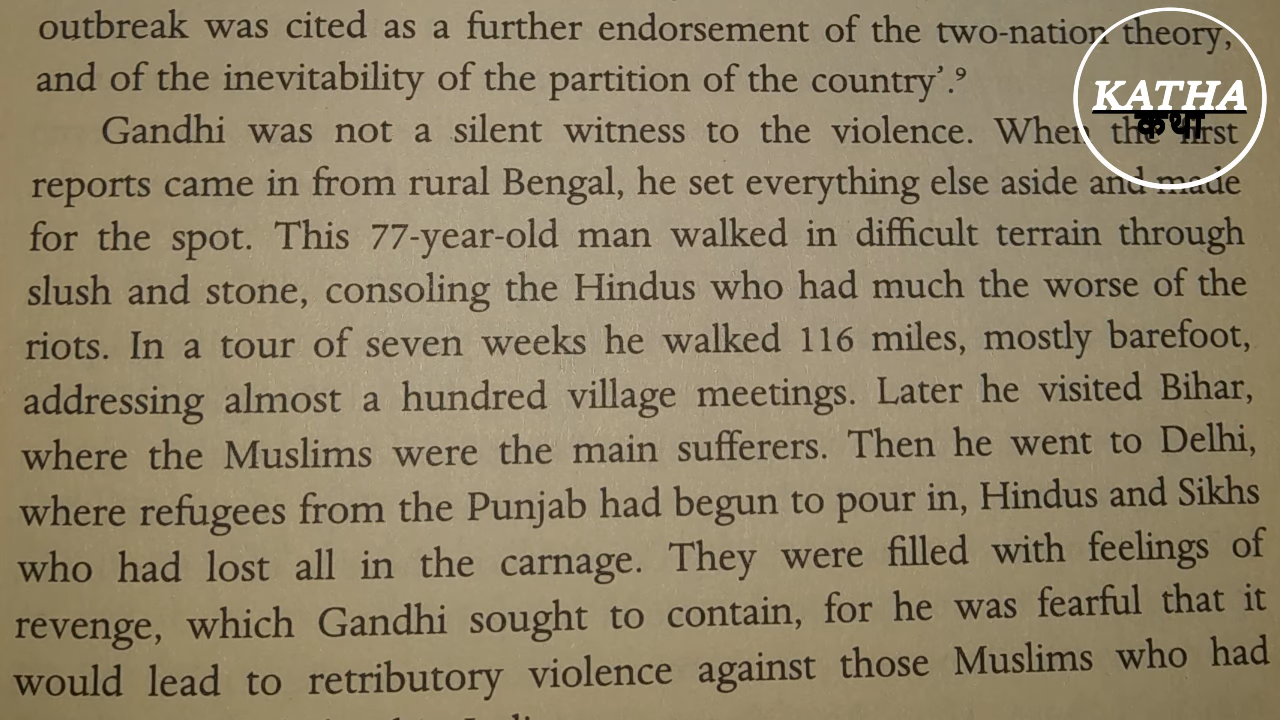 outbreak was cited as a further endorsement of the two-nation theory,
and of the inevitability of the partition of the country'.⁹
Gandhi was not a silent witness to the violence. When the first
reports came in from rural Bengal, he set everything else aside and made
for the spot. This 77-year-old man walked in difficult terrain through
slush and stone, consoling the Hindus who had much the worse of the
riots. In a tour of seven weeks he walked 116 miles, mostly barefoot,
addressing almost a hundred village meetings. Later he visited Bihar,
where the Muslims were the main sufferers. Then he went to Delhi,
where refugees from the Punjab had begun to pour in, Hindus and Sikhs
who had lost all in the carnage. They were filled with feelings of
revenge, which Gandhi sought to contain, for he was fearful that it
would lead to retributory violence against those Muslims who had
KATHA
कथा